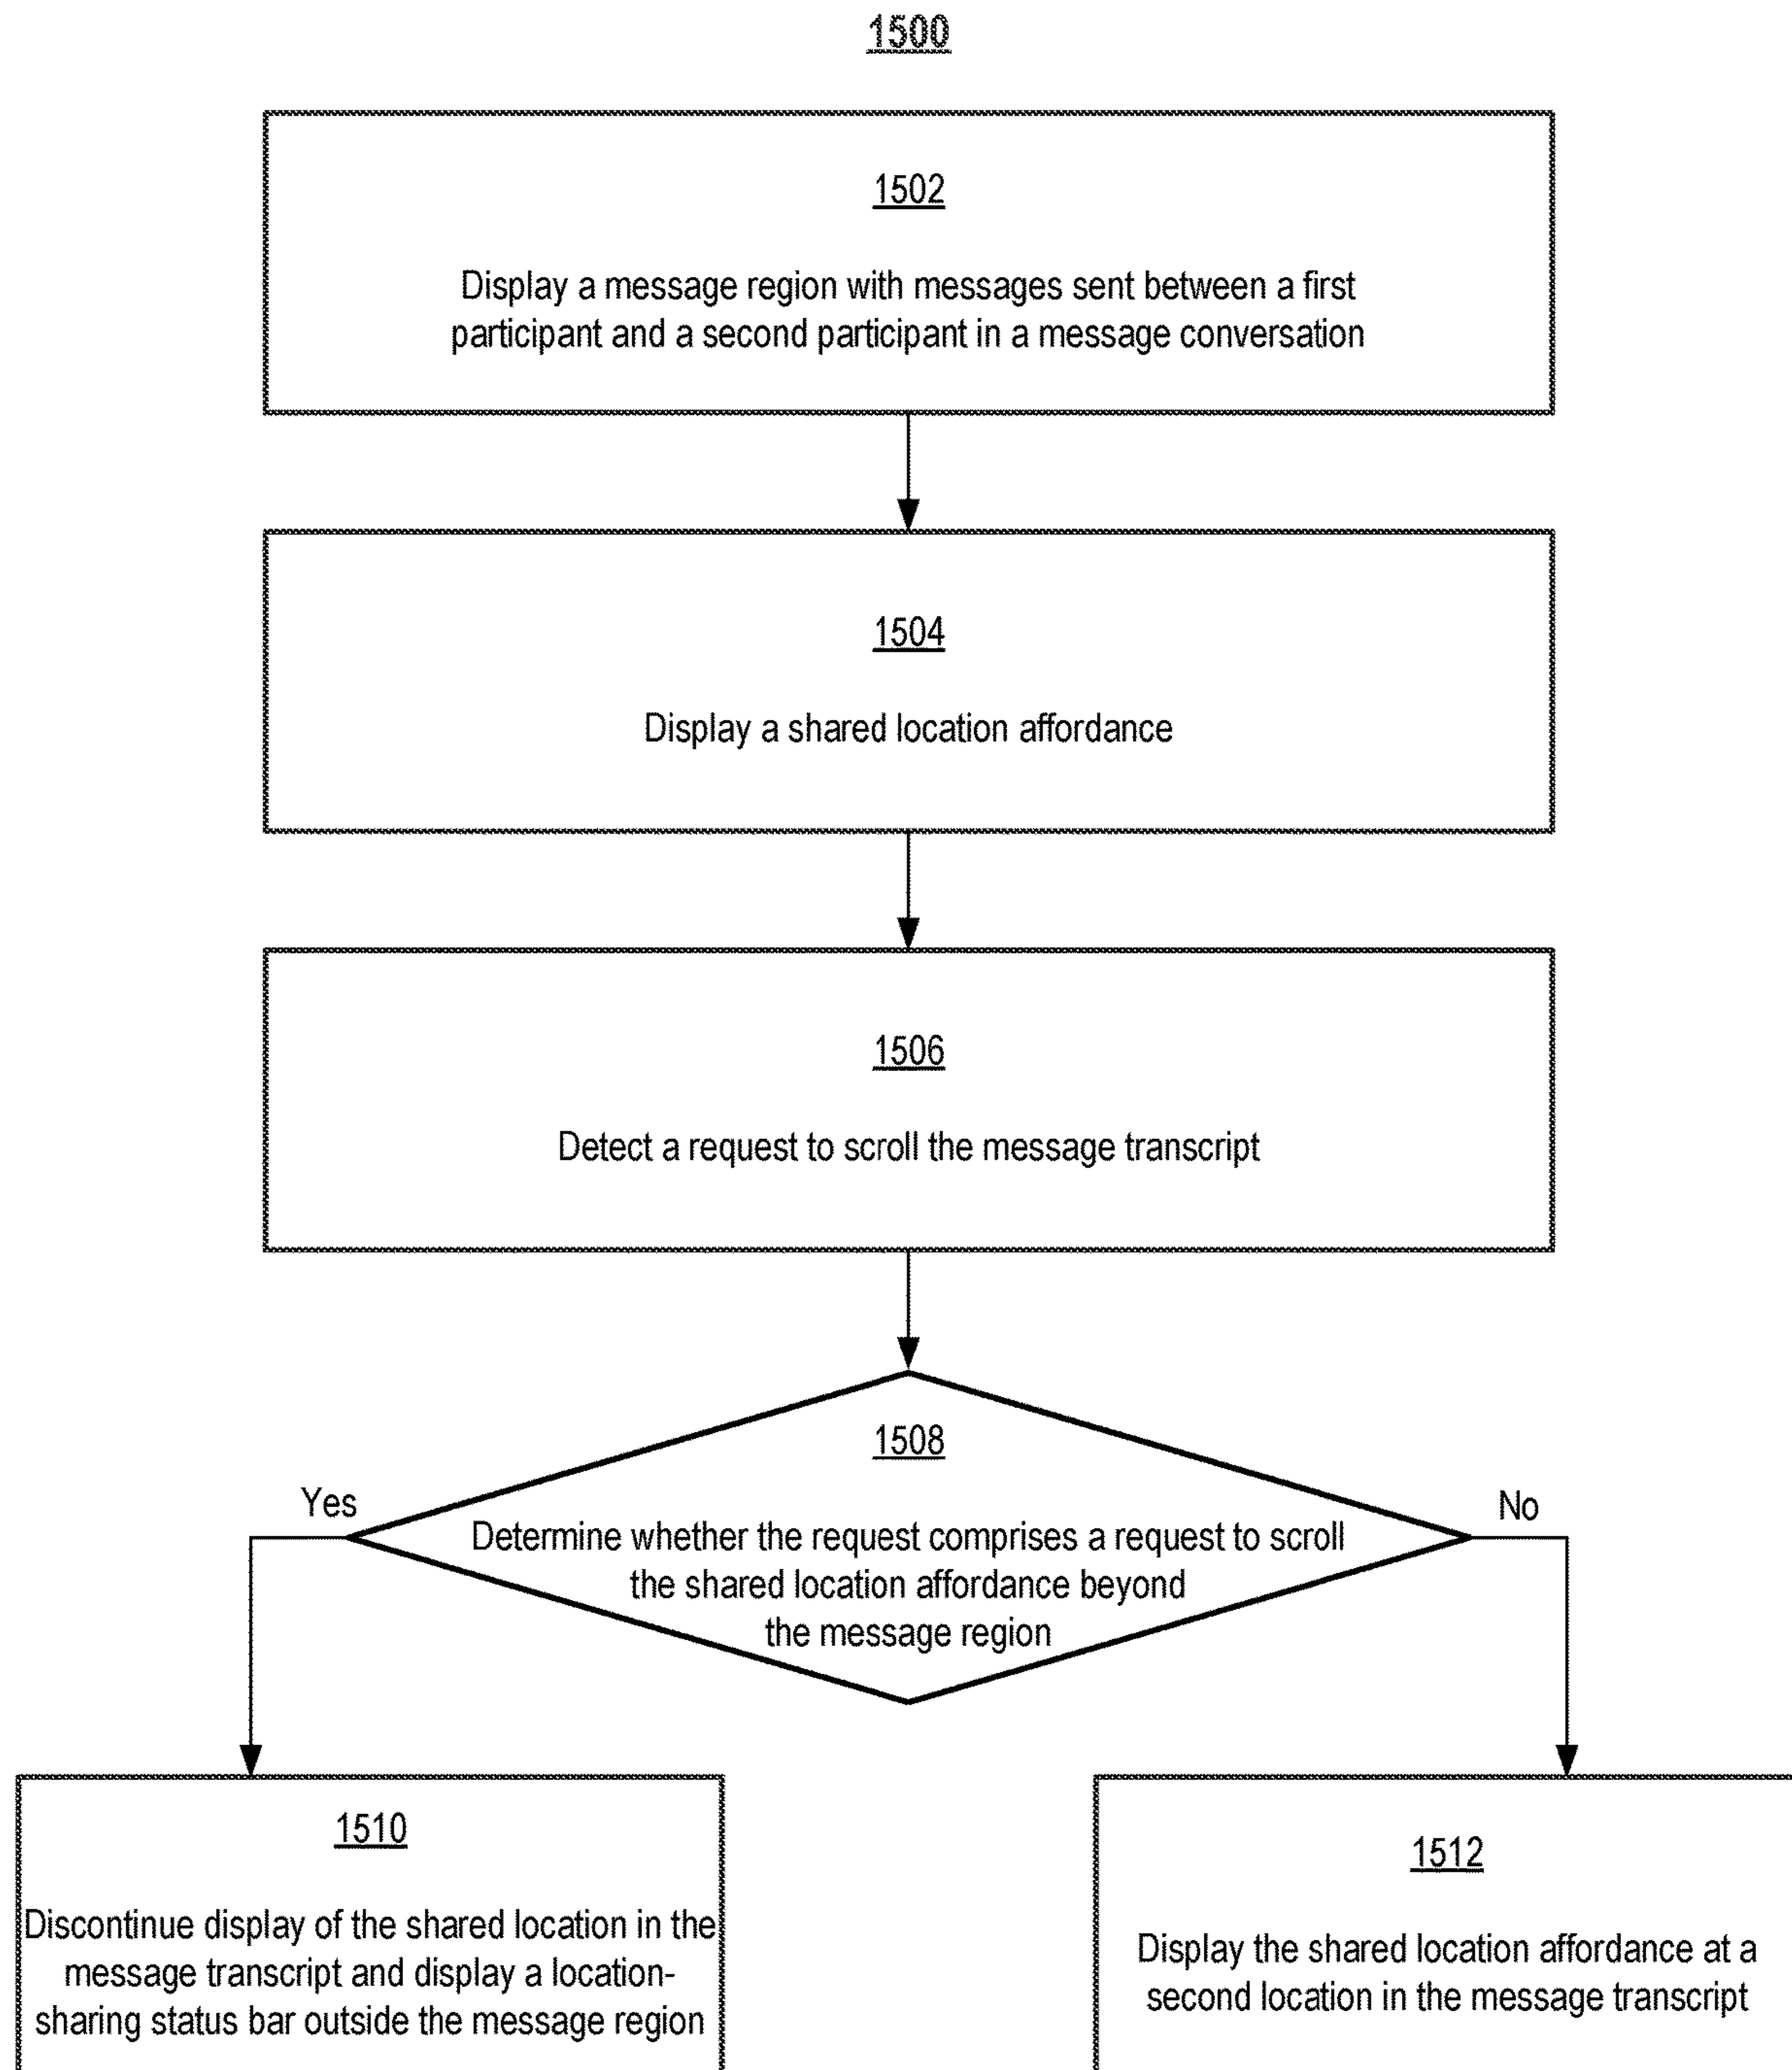 1500
1502
Display a message region with messages sent between a first
participant and a second participant in a message conversation
1504
Display a shared location affordance
1506
Detect a request to scroll the message transcript
1508
Yes
No
Determine whether the request comprises a request to scroll
the shared location affordance beyond
the message region
1510
Discontinue display of the shared location in the
message transcript and display a location-
sharing status bar outside the message region
1512
Display the shared location affordance at a
second location in the message transcript